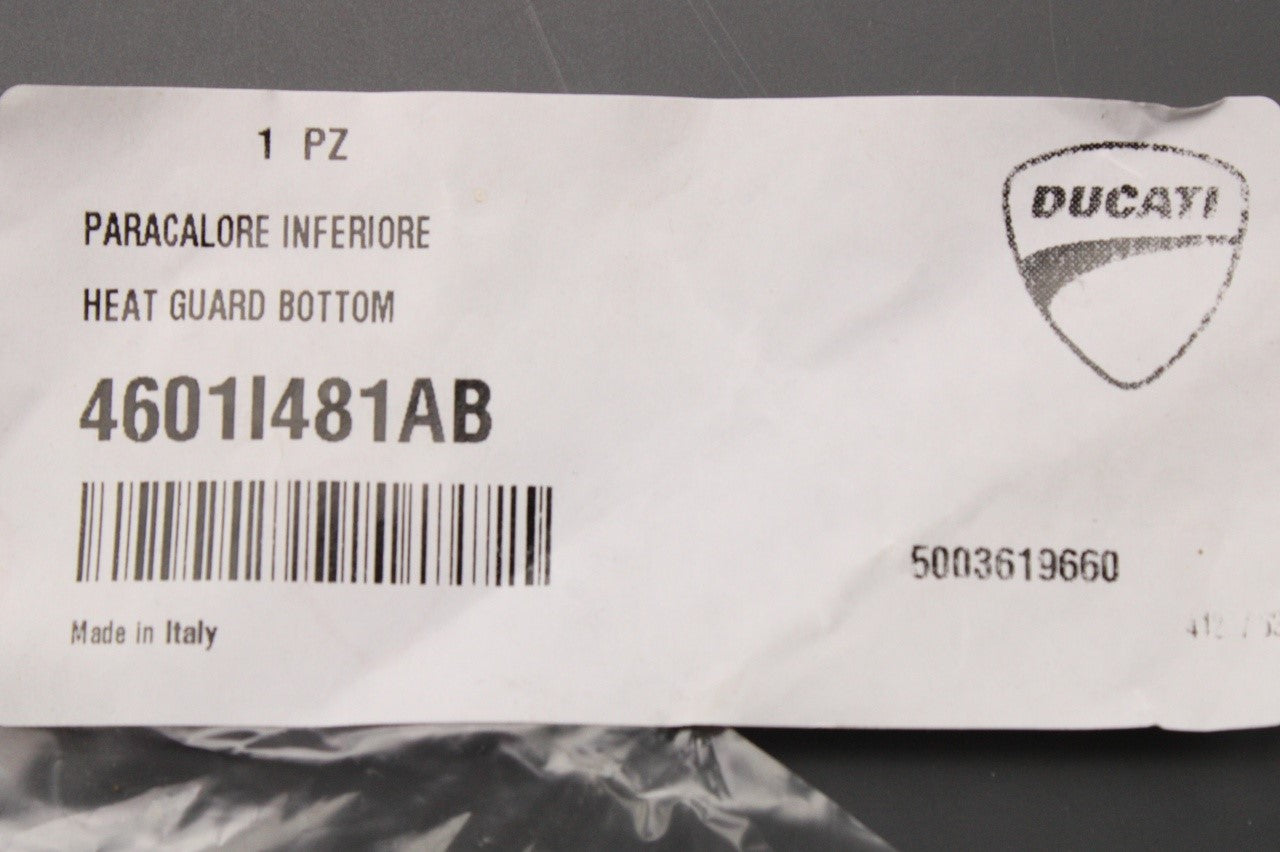 1 PZ
DUCATI
PARACALORE INFERIORE
HEAT GUARD BOTTOM
4601I481AB
5003619660
Made in Italy